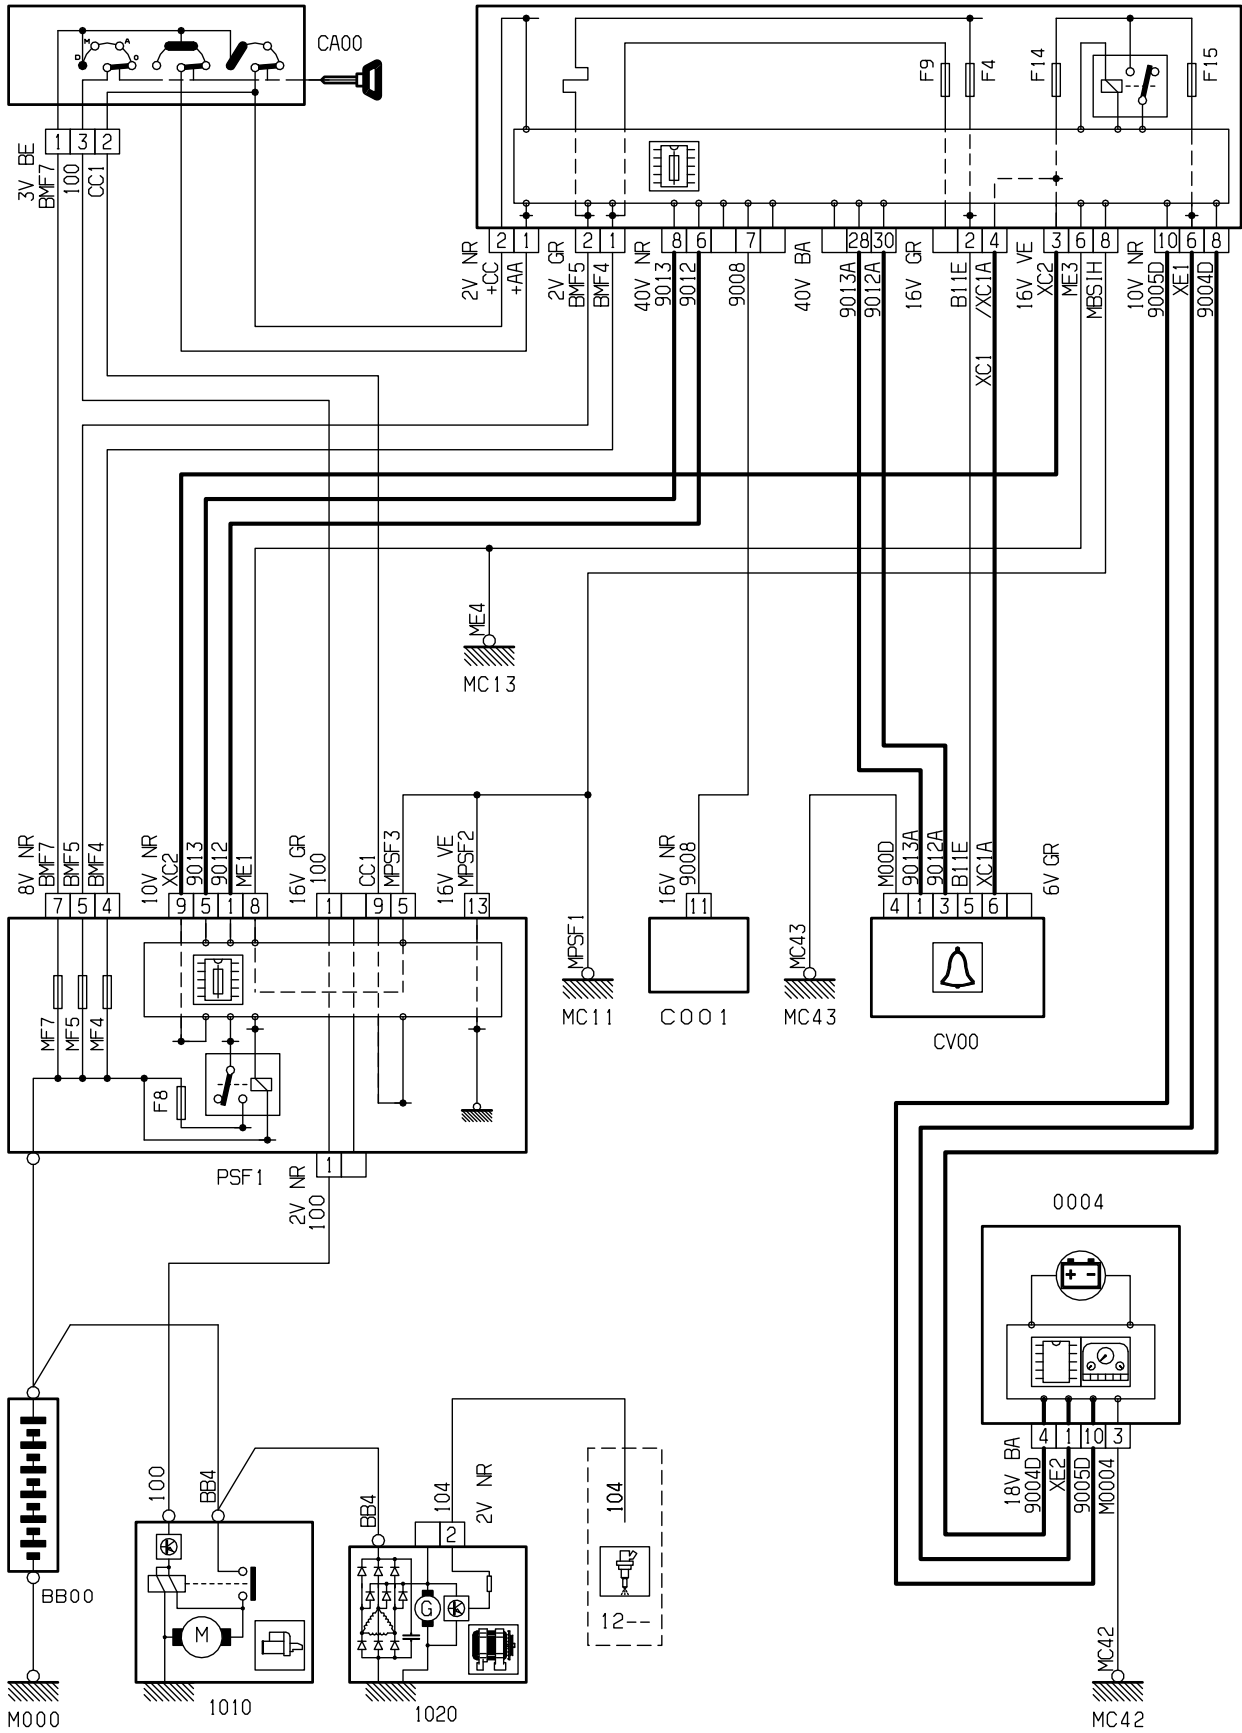 M A
D O
CA00
F9
F4
F14
F15
1 3 2
3V BE
BMF7
100
CC1
2 1
2 1
8 6 7
28 30
2 4
3 6 8
10 6 8
2V NR
+CC
+AA
2V GR
BMF5
BMF4
40V NR
9013
9012
9008
40V BA
9013A
9012A
16V GR
B11E
/XC1A
16V VE
XC2
ME3
MBSIH
10V NR
9005D
XE1
9004D
XC1
ME4
MC13
8V NR
BMF7
BMF5
BMF4
10V NR
XC2
9013
9012
ME1
16V GR
100
CC1
MPSF3
16V VE
MPSF2
16V NR
9008
M00D
9013A
9012A
B11E
XC1A
6V GR
7 5 4
9 5 1 8
1 9 5
13
11
4 1 3 5 6
MPSF1
MC43
MC11
C001
MC43
CV00
MF7
MF5
MF4
F8
PSF1
1
2V NR
100
0004
+ -
4 1 10 3
18V BA
9004D
XE2
9005D
M0004
100
BB4
BB4
104
2V NR
2
104
BB00
M
G
12--
MC42
M000
1010
1020
MC42